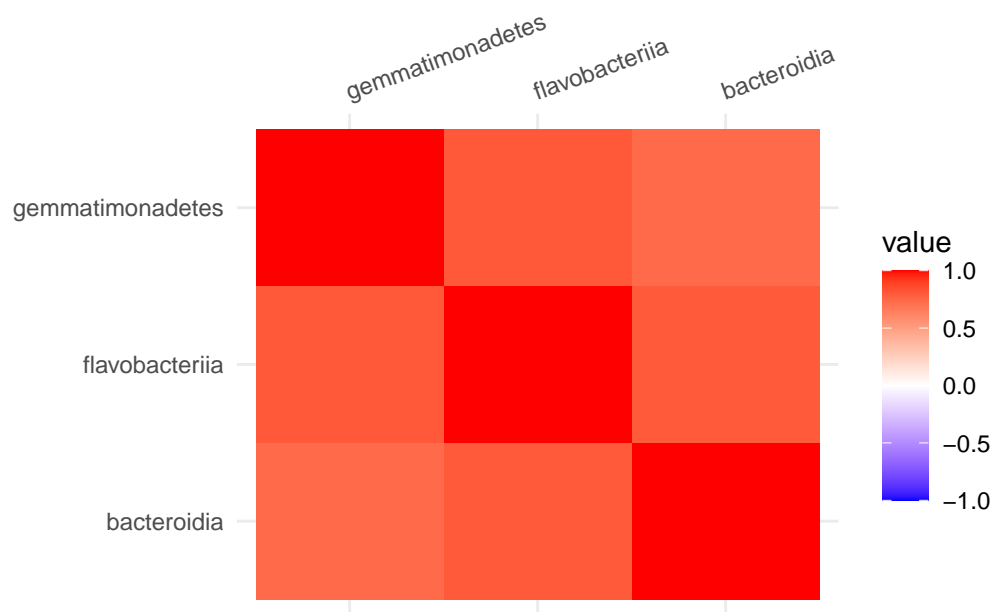 gemmatimonadetes
flavobacteriia
bacteroidia
gemmatimonadetes
flavobacteriia
bacteroidia
value
1.0
0.5
0.0
−0.5
−1.0